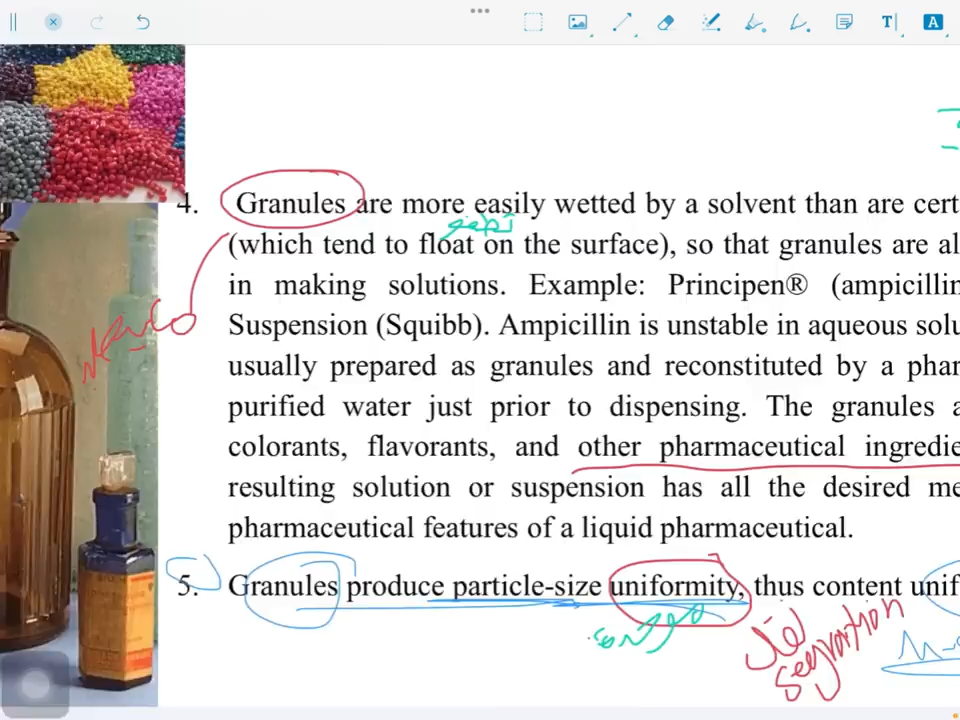 4. Granules are more easily wetted by a solvent than are cert
(which tend to float on the surface), so that granules are al
in making solutions. Example: Principen® (ampicillin
Suspension (Squibb). Ampicillin is unstable in aqueous solu
usually prepared as granules and reconstituted by a phar
purified water just prior to dispensing. The granules a
colorants, flavorants, and other pharmaceutical ingredie
resulting solution or suspension has all the desired me
pharmaceutical features of a liquid pharmaceutical.
5. Granules produce particle-size uniformity, thus content unif